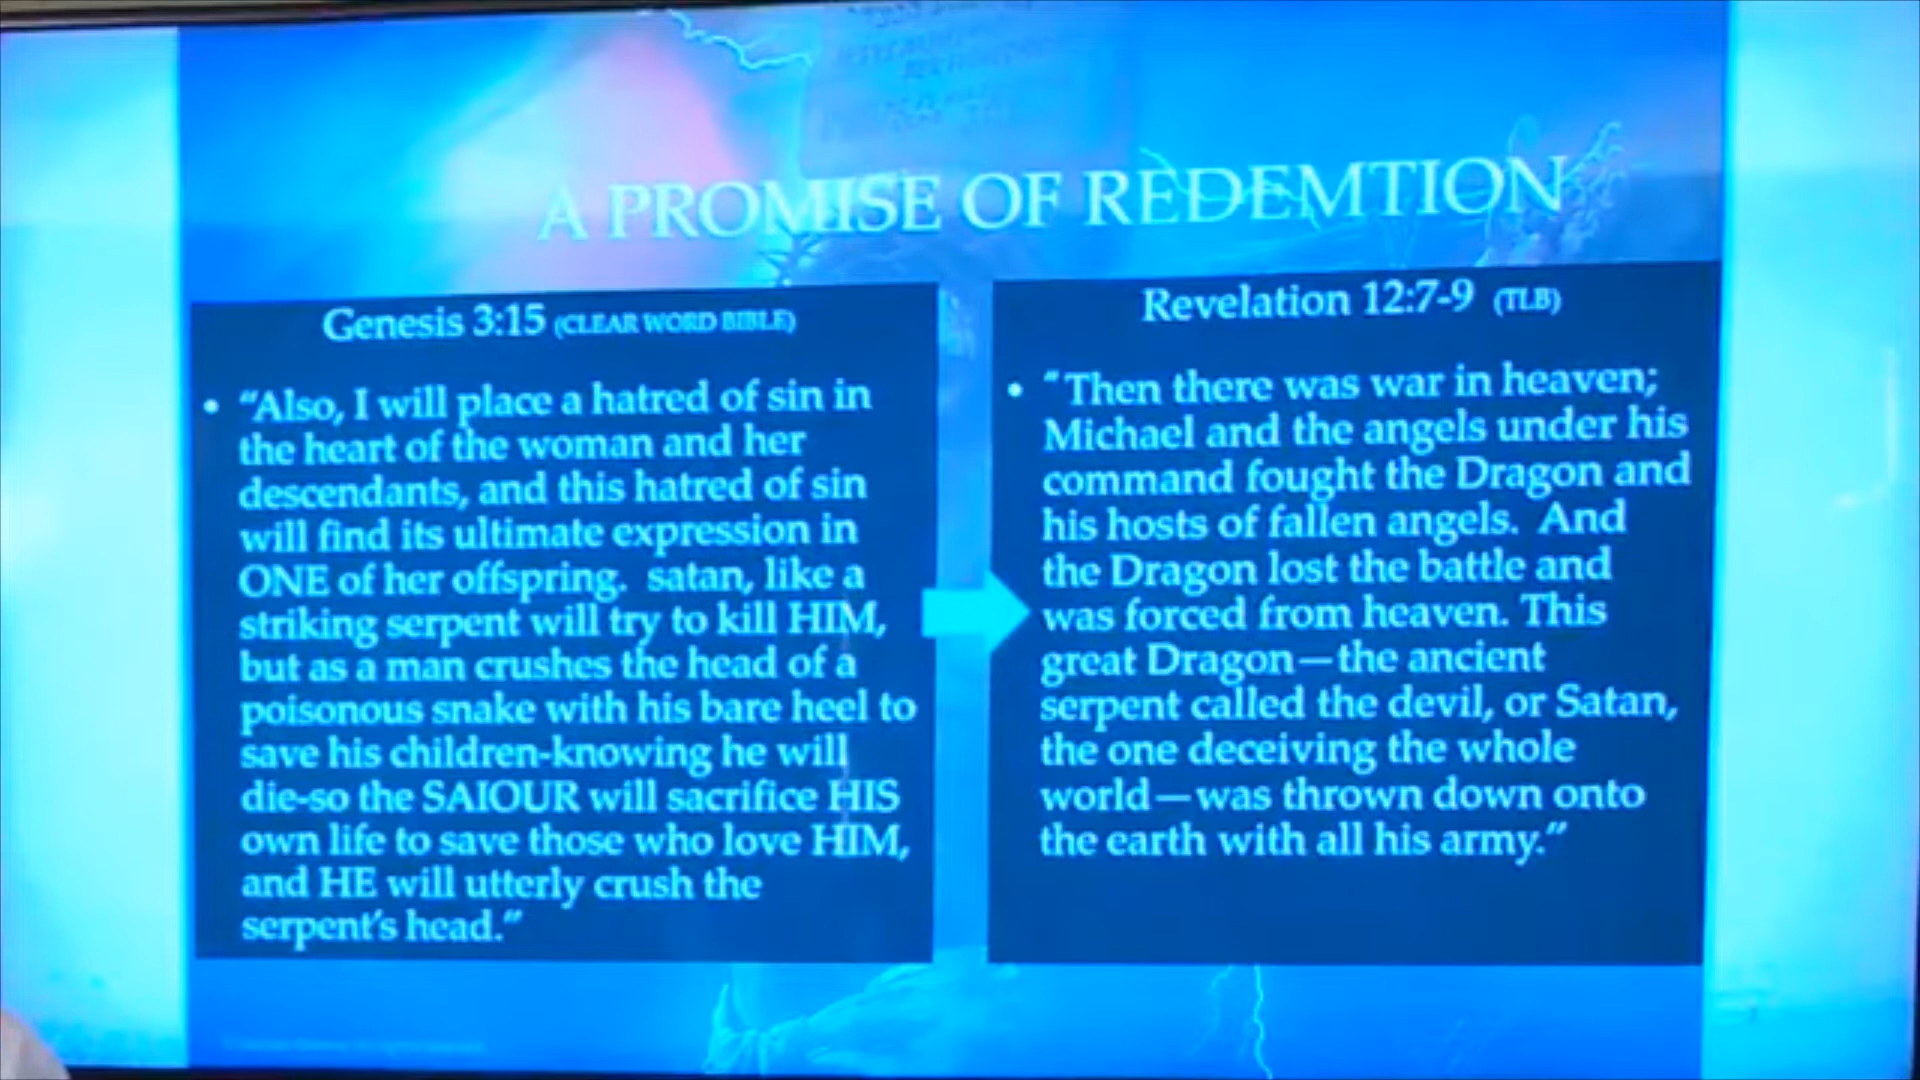 A PROMISE OF REDEMTION
Genesis 3:15 (CLEAR WORD BIBLE)
• “Also, I will place a hatred of sin in
the heart of the woman and her
descendants, and this hatred of sin
will find its ultimate expression in
ONE of her offspring.  satan, like a
striking serpent will try to kill HIM,
but as a man crushes the head of a
poisonous snake with his bare heel to
save his children-knowing he will
die-so the SAIOUR will sacrifice HIS
own life to save those who love HIM,
and HE will utterly crush the
serpent’s head.”
Revelation 12:7-9 (TLB)
• “Then there was war in heaven;
Michael and the angels under his
command fought the Dragon and
his hosts of fallen angels.  And
the Dragon lost the battle and
was forced from heaven. This
great Dragon—the ancient
serpent called the devil, or Satan,
the one deceiving the whole
world—was thrown down onto
the earth with all his army.”